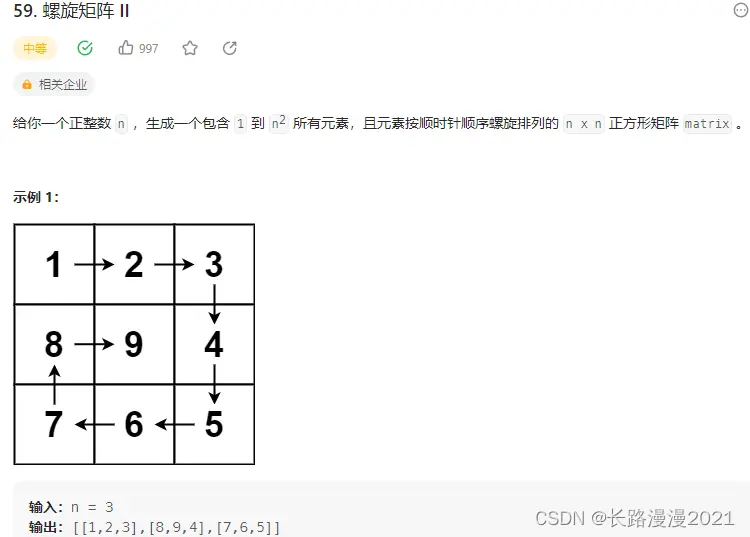 59. 螺旋矩阵 II
中等 997
相关企业
给你一个正整数 n ，生成一个包含 1 到 n² 所有元素，且元素按顺时针顺序螺旋排列的 n x n 正方形矩阵 matrix 。
示例 1：
1 2 3
8 9 4
7 6 5
输入：n = 3
输出：[[1,2,3],[8,9,4],[7,6,5]]
CSDN @长路漫漫2021